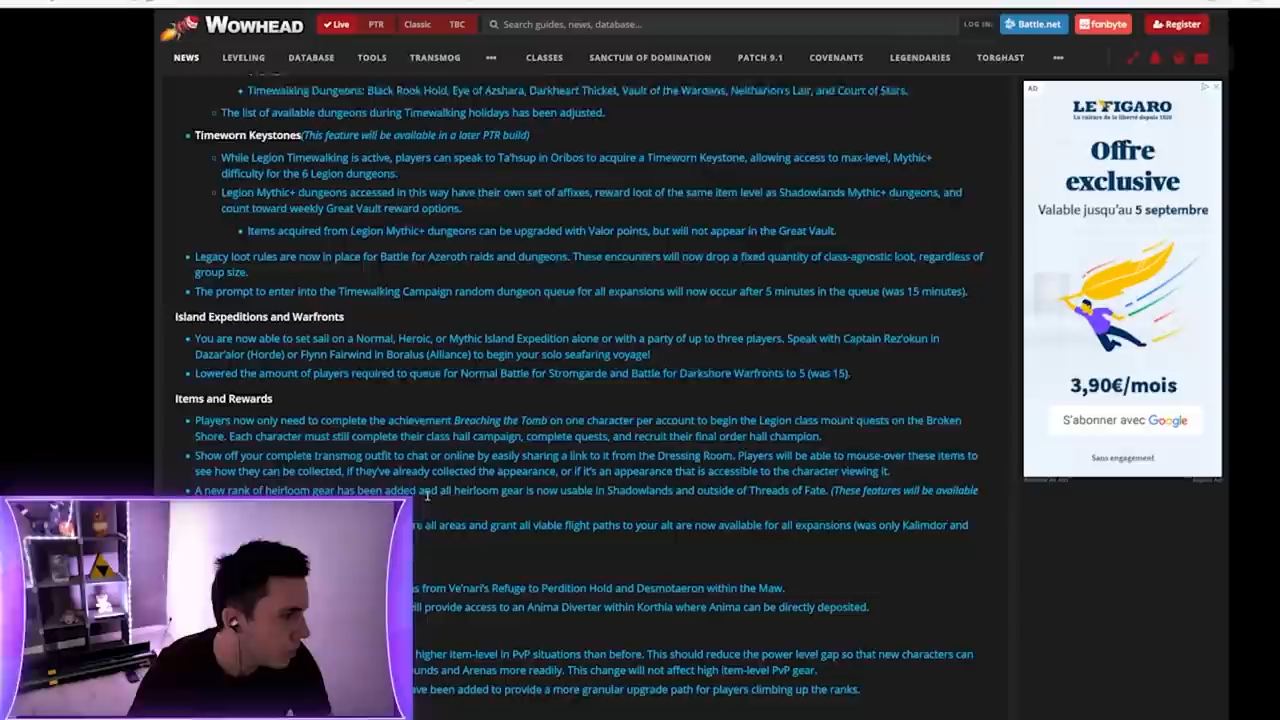 WOWHEAD
Live PTR Classic TBC
Search guides, news, database...
LOG IN: Battle.net fanbyte Register
NEWS LEVELING DATABASE TOOLS TRANSMOG ••• CLASSES SANCTUM OF DOMINATION PATCH 9.1 COVENANTS LEGENDARIES TORGHAST •••
Timewalking Dungeons: Black Rook Hold, Eye of Azshara, Darkheart Thicket, Vault of the Wardens, Neltharion's Lair, and Court of Stars.
The list of available dungeons during Timewalking holidays has been adjusted.
Timeworn Keystones(This feature will be available in a later PTR build)
While Legion Timewalking is active, players can speak to Ta'hsup in Oribos to acquire a Timeworn Keystone, allowing access to max-level, Mythic+
difficulty for the 6 Legion dungeons.
Legion Mythic+ dungeons accessed in this way have their own set of affixes, reward loot of the same item level as Shadowlands Mythic+ dungeons, and
count toward weekly Great Vault reward options.
Items acquired from Legion Mythic+ dungeons can be upgraded with Valor points, but will not appear in the Great Vault.
Legacy loot rules are now in place for Battle for Azeroth raids and dungeons. These encounters will now drop a fixed quantity of class-agnostic loot, regardless of
group size.
The prompt to enter into the Timewalking Campaign random dungeon queue for all expansions will now occur after 5 minutes in the queue (was 15 minutes).
Island Expeditions and Warfronts
You are now able to set sail on a Normal, Heroic, or Mythic Island Expedition alone or with a party of up to three players. Speak with Captain Rez'okun in
Dazar'alor (Horde) or Flynn Fairwind in Boralus (Alliance) to begin your solo seafaring voyage!
Lowered the amount of players required to queue for Normal Battle for Stromgarde and Battle for Darkshore Warfronts to 5 (was 15).
Items and Rewards
Players now only need to complete the achievement Breaching the Tomb on one character per account to begin the Legion class mount quests on the Broken
Shore. Each character must still complete their class hall campaign, complete quests, and recruit their final order hall champion.
Show off your complete transmog outfit to chat or online by easily sharing a link to it from the Dressing Room. Players will be able to mouse-over these items to
see how they can be collected, if they've already collected the appearance, or if it's an appearance that is accessible to the character viewing it.
A new rank of heirloom gear has been added and all heirloom gear is now usable in Shadowlands and outside of Threads of Fate. (These features will be available
all areas and grant all viable flight paths to your alt are now available for all expansions (was only Kalimdor and
from Ve'nari's Refuge to Perdition Hold and Desmotaeron within the Maw.
will provide access to an Anima Diverter within Korthia where Anima can be directly deposited.
higher item-level in PvP situations than before. This should reduce the power level gap so that new characters can
and Arenas more readily. This change will not affect high item-level PvP gear.
been added to provide a more granular upgrade path for players climbing up the ranks.
AD
LE FIGARO
La culture de la liberté depuis 1826
Offre
exclusive
Valable jusqu'au 5 septembre
3,90€/mois
S'abonner avec Google
Sans engagement